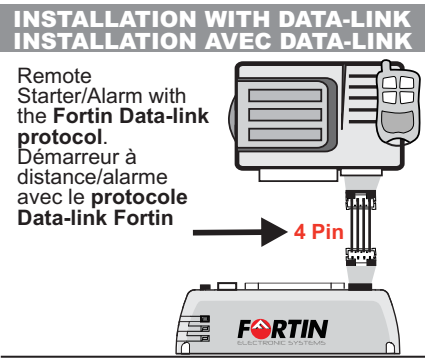 INSTALLATION WITH DATA-LINK
INSTALLATION AVEC DATA-LINK
Remote
Starter/Alarm with
the Fortin Data-link
protocol.
Démarreur à
distance/alarme
avec le protocole
Data-link Fortin
4 Pin
FORTIN
ELECTRONIC SYSTEMS